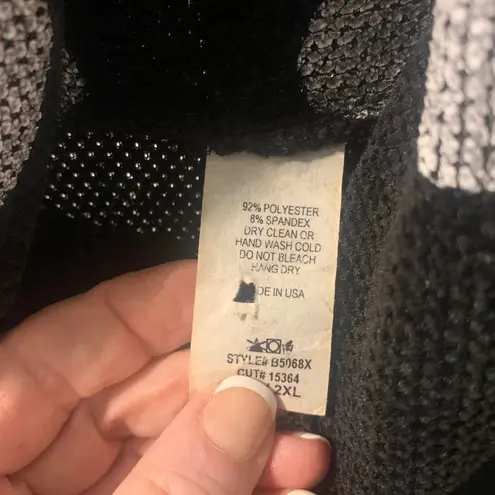 92% POLYESTER
8% SPANDEX
DRY CLEAN OR
HAND WASH COLD
DO NOT BLEACH
HANG DRY
DE IN USA
STYLE# B5068X
CUT# 15364
2XL